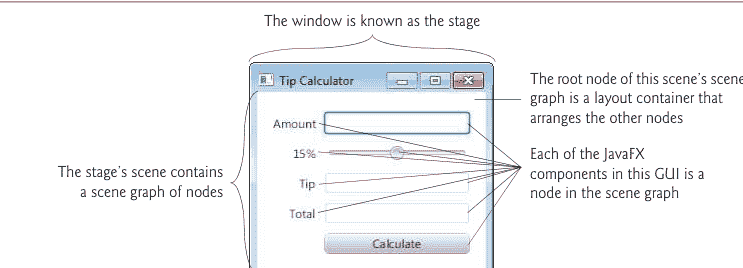 The window is known as the stage
Tip Calculator
The root node of this scene's scene
graph is a layout container that
arranges the other nodes
Amount
15%
Tip
Total
Calculate
The stage's scene contains
a scene graph of nodes
Each of the JavaFX
components in this GUI is a
node in the scene graph